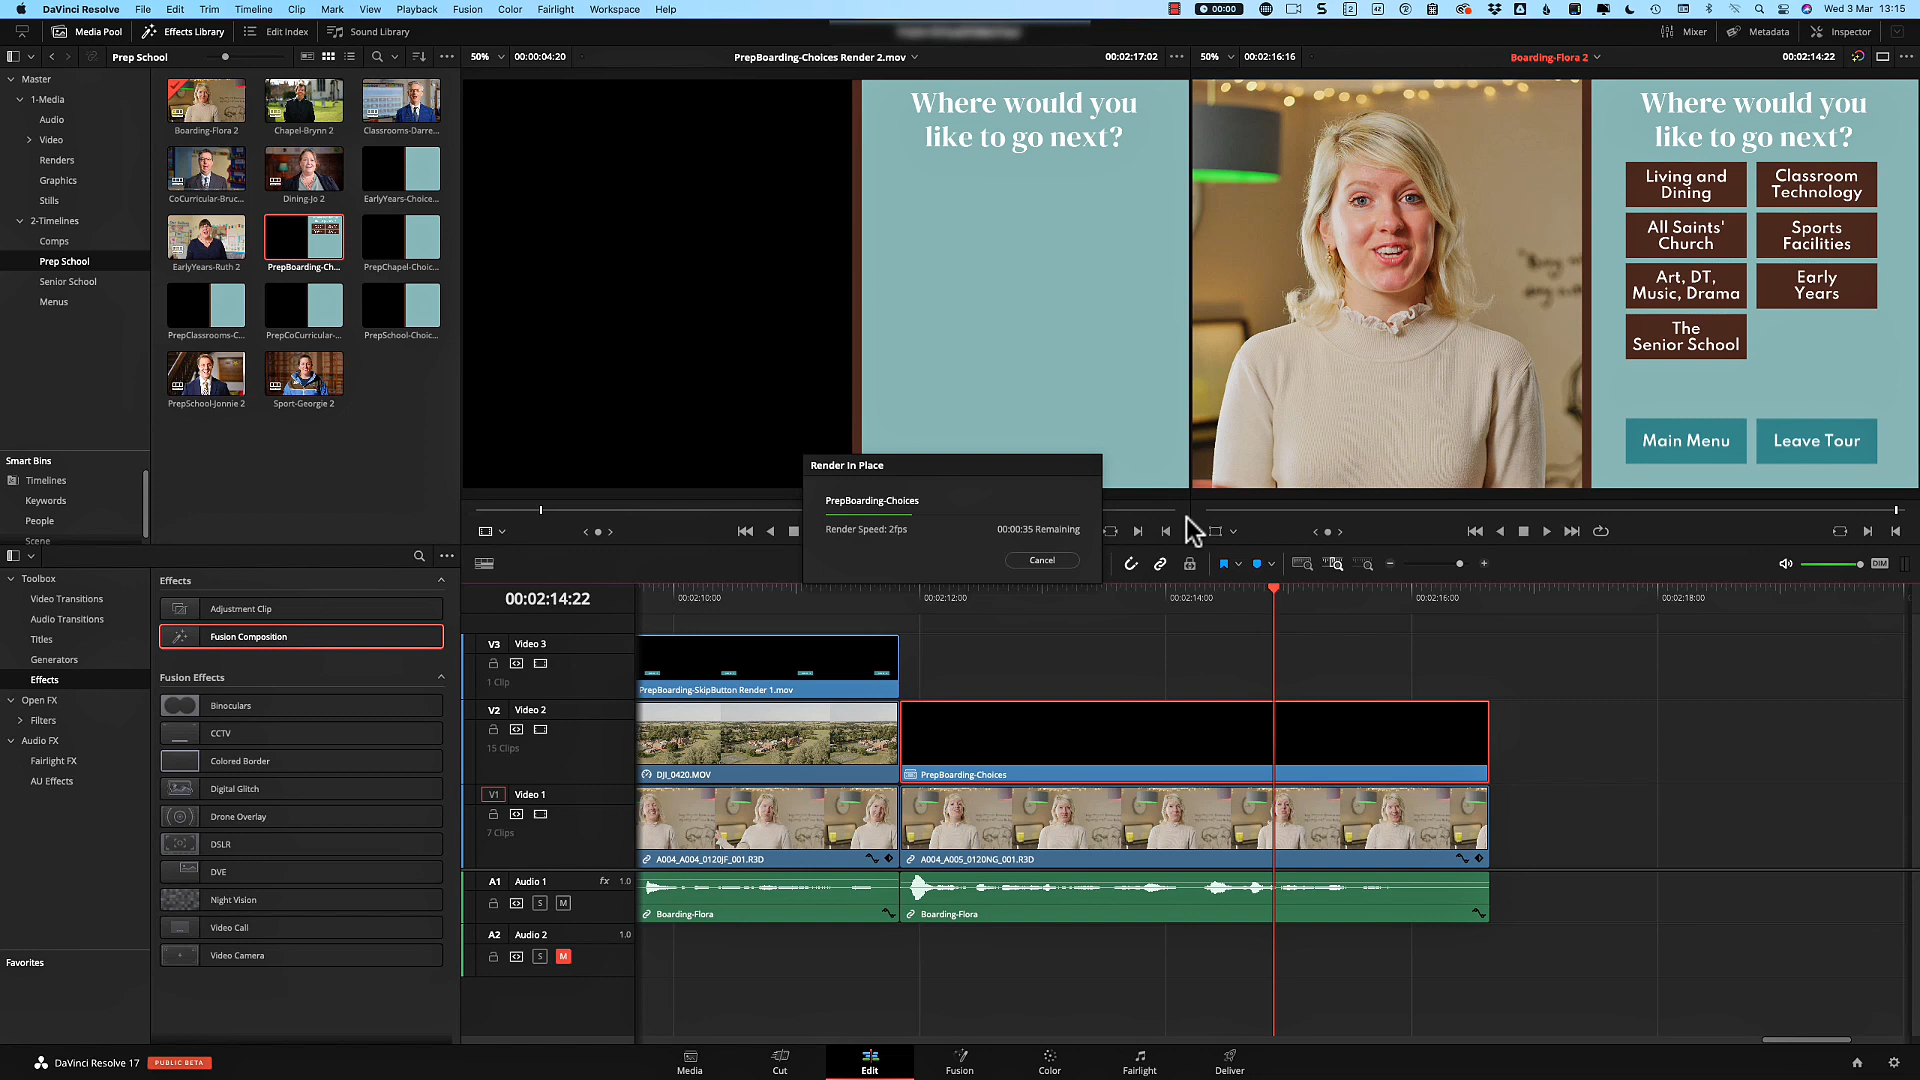 DaVinci Resolve File Edit Trim Timeline Clip Mark View Playback Fusion Color Fairlight Workspace Help 00:00 Wed 3 Mar 13:15
Media Pool Effects Library Edit Index Sound Library Mixer Metadata Inspector
Prep School 50% 00:00:04:20 PrepBoarding-Choices Render 2.mov 00:02:17:02 50% 00:02:16:16 Boarding-Flora 2 00:02:14:22
Master
1-Media
Audio
Video
Renders
Graphics
Stills
2-Timelines
Comps
Prep School
Senior School
Menus
Boarding-Flora 2 Chapel-Brynn 2 Classrooms-Darre...
CoCurricular-Bruc... Dining-Jo 2 EarlyYears-Choice...
EarlyYears-Ruth 2 PrepBoarding-Ch... PrepChapel-Choic...
PrepClassrooms-C... PrepCoCurricular-... PrepSchool-Choic...
PrepSchool-Jonnie 2 Sport-Georgie 2
Where would you
like to go next?
Where would you
like to go next?
Living and
Dining
Classroom
Technology
All Saints'
Church
Sports
Facilities
Art, DT,
Music, Drama
Early
Years
The
Senior School
Main Menu
Leave Tour
Smart Bins
Timelines
Keywords
People
Scene
Render In Place
PrepBoarding-Choices
Render Speed: 2fps 00:00:35 Remaining
Cancel
DIM
Toolbox
Video Transitions
Audio Transitions
Titles
Generators
Effects
Open FX
Filters
Audio FX
Fairlight FX
AU Effects
Favorites
Effects
Adjustment Clip
Fusion Composition
Fusion Effects
Binoculars
CCTV
Colored Border
Digital Glitch
Drone Overlay
DSLR
DVE
Night Vision
Video Call
Video Camera
00:02:14:22
00:02:10:00 00:02:12:00 00:02:14:00 00:02:16:00 00:02:18:00
V3 Video 3
1 Clip
PrepBoarding-SkipButton Render 1.mov
V2 Video 2
15 Clips
DJI_0420.MOV
PrepBoarding-Choices
V1 Video 1
7 Clips
A004_A004_0120JF_001.R3D
A004_A005_0120NG_001.R3D
A1 Audio 1 fx 1.0
S M
Boarding-Flora
Boarding-Flora
A2 Audio 2 1.0
S M
DaVinci Resolve 17 PUBLIC BETA
Media Cut Edit Fusion Color Fairlight Deliver